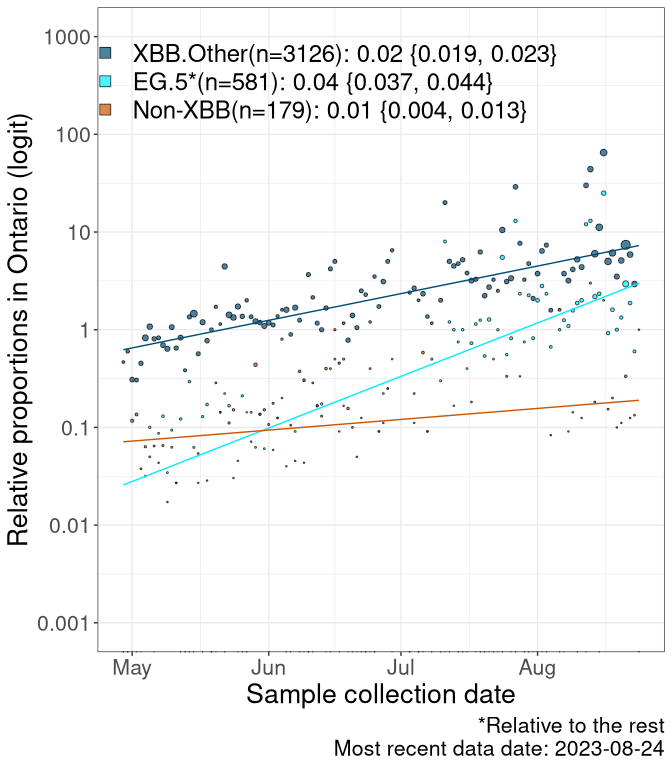 1000
100
10
1
0.1
0.01
0.001
Relative proportions in Ontario (logit)
XBB.Other(n=3126): 0.02 {0.019, 0.023}
EG.5*(n=581): 0.04 {0.037, 0.044}
Non-XBB(n=179): 0.01 {0.004, 0.013}
May Jun Jul Aug
Sample collection date
*Relative to the rest
Most recent data date: 2023-08-24